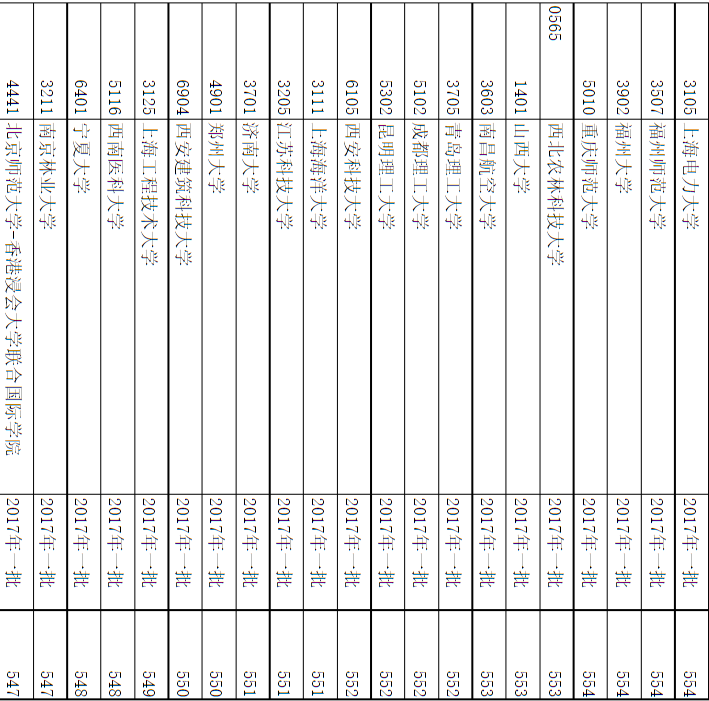 3105 上海电力大学 2017年一批 554
3507 福州师范大学 2017年一批 554
3902 福州大学 2017年一批 554
5010 重庆师范大学 2017年一批 554
0565 西北农林科技大学 2017年一批 553
1401 山西大学 2017年一批 553
3603 南昌航空大学 2017年一批 553
3705 青岛理工大学 2017年一批 552
5102 成都理工大学 2017年一批 552
5302 昆明理工大学 2017年一批 552
6105 西安科技大学 2017年一批 552
3111 上海海洋大学 2017年一批 551
3205 江苏科技大学 2017年一批 551
3701 济南大学 2017年一批 551
4901 郑州大学 2017年一批 550
6904 西安建筑科技大学 2017年一批 550
3125 上海工程技术大学 2017年一批 549
5116 西南医科大学 2017年一批 548
6401 宁夏大学 2017年一批 548
3211 南京林业大学 2017年一批 547
4441 北京师范大学-香港浸会大学联合国际学院 2017年一批 547